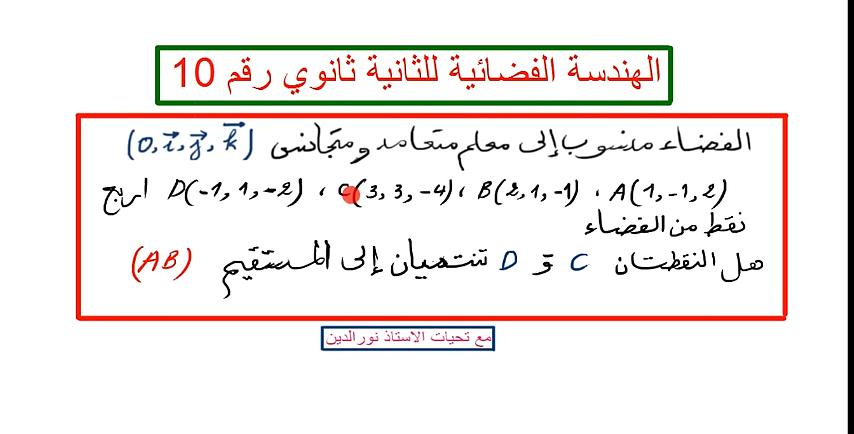 الهندسة الفضائية للثانية ثانوي رقم 10
الفضاء منسوب إلى معلم متعامد ومتجانس (O, i, j, k)
A(1, -1, 2) ، B(2, 1, -1) ، C(3, 3, -4) ، D(-1, 1, -2) اربع
نقط من الفضاء
هل النقطتان C و D تنتميان إلى المستقيم (AB)
مع تحيات الاستاذ نورالدين